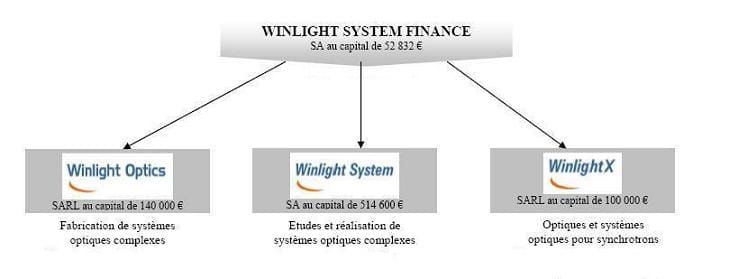 WINLIGHT SYSTEM FINANCE
SA au capital de 52 832 €
Winlight Optics
SARL au capital de 140 000 €
Fabrication de systèmes
optiques complexes
Winlight System
SA au capital de 514 600 €
Etudes et réalisation de
systèmes optiques complexes
WinlightX
SARL au capital de 100 000 €
Optiques et systèmes
optiques pour synchrotrons